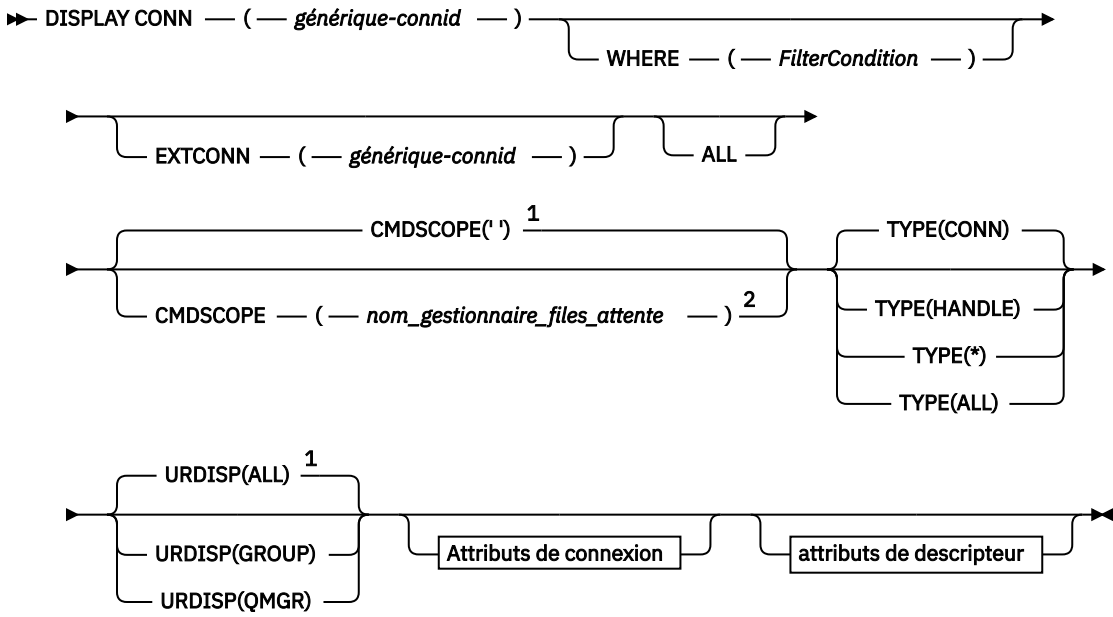 DISPLAY CONN ( générique-connid )
WHERE ( FilterCondition )
EXTCONN ( générique-connid )
ALL
CMDSCOPE(' ') 1
CMDSCOPE ( nom_gestionnaire_files_attente ) 2
TYPE(CONN)
TYPE(HANDLE)
TYPE(*)
TYPE(ALL)
URDISP(ALL) 1
URDISP(GROUP)
URDISP(QMGR)
Attributs de connexion
attributs de descripteur